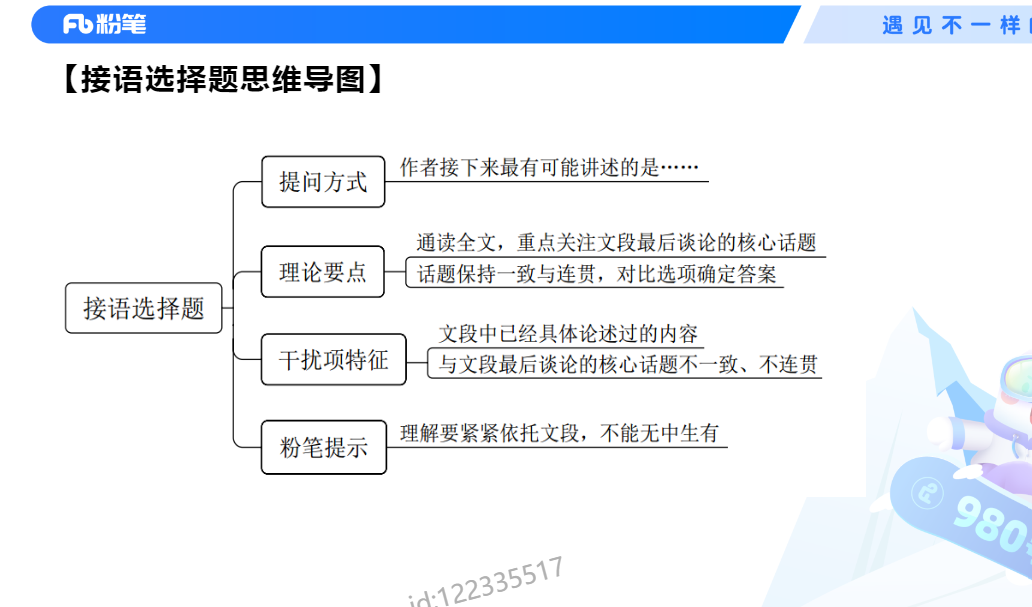 粉笔
遇见不一样
【接语选择题思维导图】
提问方式
作者接下来最有可能讲述的是……
理论要点
通读全文，重点关注文段最后谈论的核心话题
话题保持一致与连贯，对比选项确定答案
接语选择题
干扰项特征
文段中已经具体论述过的内容
与文段最后谈论的核心话题不一致、不连贯
粉笔提示
理解要紧紧依托文段，不能无中生有
980
id:122335517